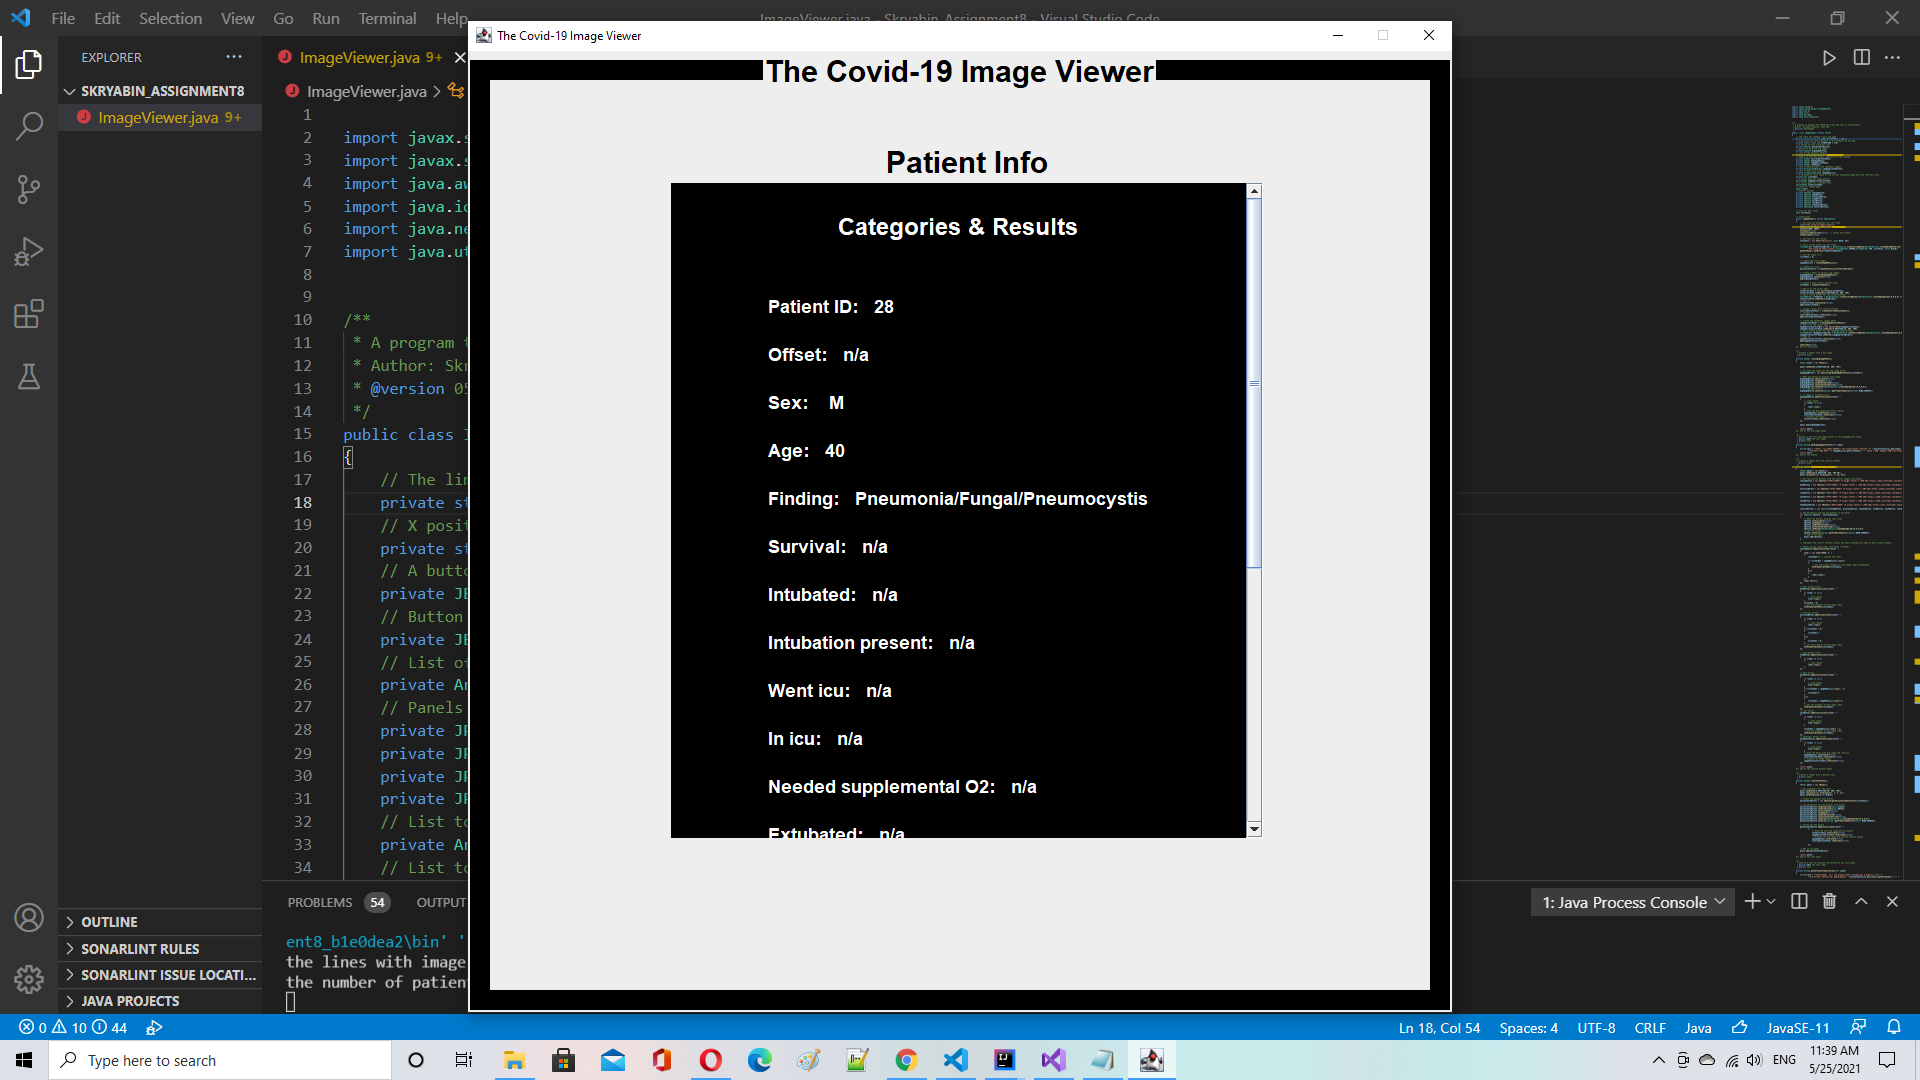 File Edit Selection View Go Run Terminal Help
ImageViewer.java - Skryabin_Assignment8 - Visual Studio Code
The Covid-19 Image Viewer
EXPLORER
SKRYABIN_ASSIGNMENT8
ImageViewer.java 9+
ImageViewer.java 9+
ImageViewer.java
1
2 import javax.s
3 import javax.s
4 import java.aw
5 import java.io
6 import java.ne
7 import java.ut
8
9
10 /**
11 * A program t
12 * Author: Skr
13 * @version 05
14 */
15 public class I
16 {
17 // The lin
18 private st
19 // X posit
20 private st
21 // A butto
22 private JB
23 // Button
24 private JB
25 // List of
26 private Ar
27 // Panels
28 private JP
29 private JP
30 private JP
31 private JP
32 // List to
33 private Ar
34 // List to
The Covid-19 Image Viewer
Patient Info
Categories & Results
Patient ID: 28
Offset: n/a
Sex: M
Age: 40
Finding: Pneumonia/Fungal/Pneumocystis
Survival: n/a
Intubated: n/a
Intubation present: n/a
Went icu: n/a
In icu: n/a
Needed supplemental O2: n/a
Extubated: n/a
PROBLEMS 54 OUTPUT
1: Java Process Console
ent8_b1e0dea2\bin' '
the lines with image
the number of patien
OUTLINE
SONARLINT RULES
SONARLINT ISSUE LOCATI...
JAVA PROJECTS
0 10 44
Ln 18, Col 54 Spaces: 4 UTF-8 CRLF Java JavaSE-11
Type here to search
ENG
11:39 AM
5/25/2021